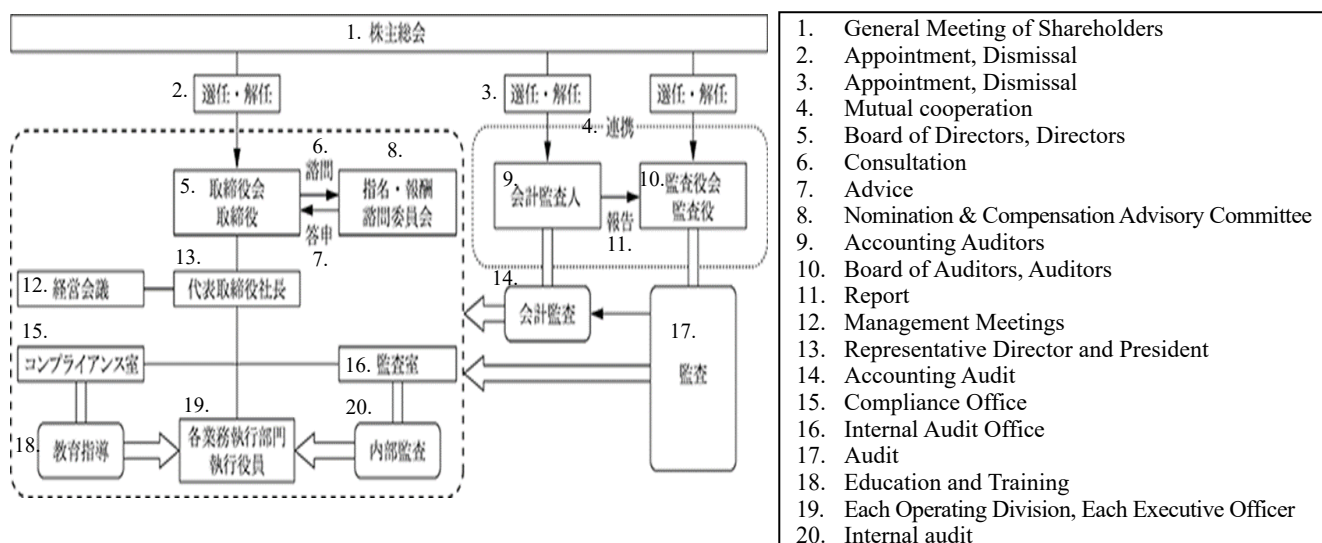 1. 株主総会
2. 選任・解任
3. 選任・解任
選任・解任
4. 連携
6.
諮問
8.
5. 取締役会
取締役
指名・報酬
諮問委員会
答申
7.
9. 会計監査人
報告
11.
10. 監査役会
監査役
12. 経営会議
13.
代表取締役社長
14.
会計監査
17.
監査
15.
コンプライアンス室
16. 監査室
18. 教育指導
19.
各業務執行部門
執行役員
20.
内部監査
1. General Meeting of Shareholders
2. Appointment, Dismissal
3. Appointment, Dismissal
4. Mutual cooperation
5. Board of Directors, Directors
6. Consultation
7. Advice
8. Nomination & Compensation Advisory Committee
9. Accounting Auditors
10. Board of Auditors, Auditors
11. Report
12. Management Meetings
13. Representative Director and President
14. Accounting Audit
15. Compliance Office
16. Internal Audit Office
17. Audit
18. Education and Training
19. Each Operating Division, Each Executive Officer
20. Internal audit